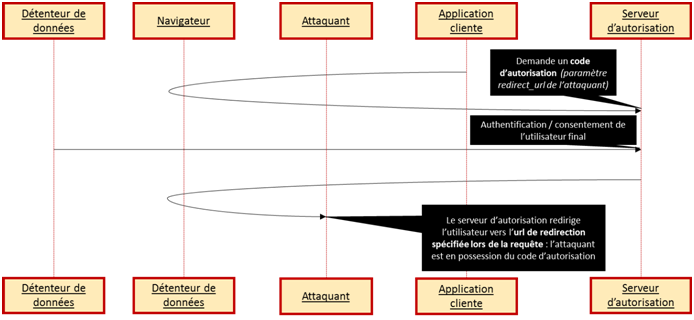 Détenteur de
données
Navigateur
Attaquant
Application
cliente
Serveur
d'autorisation
Demande un code
d'autorisation (paramètre
redirect_url de l'attaquant)
Authentification / consentement de
l'utilisateur final
Le serveur d'autorisation redirige
l'utilisateur vers l'url de redirection
spécifiée lors de la requête : l'attaquant
est en possession du code d'autorisation
Détenteur de
données
Détenteur de
données
Attaquant
Application
cliente
Serveur
d'autorisation